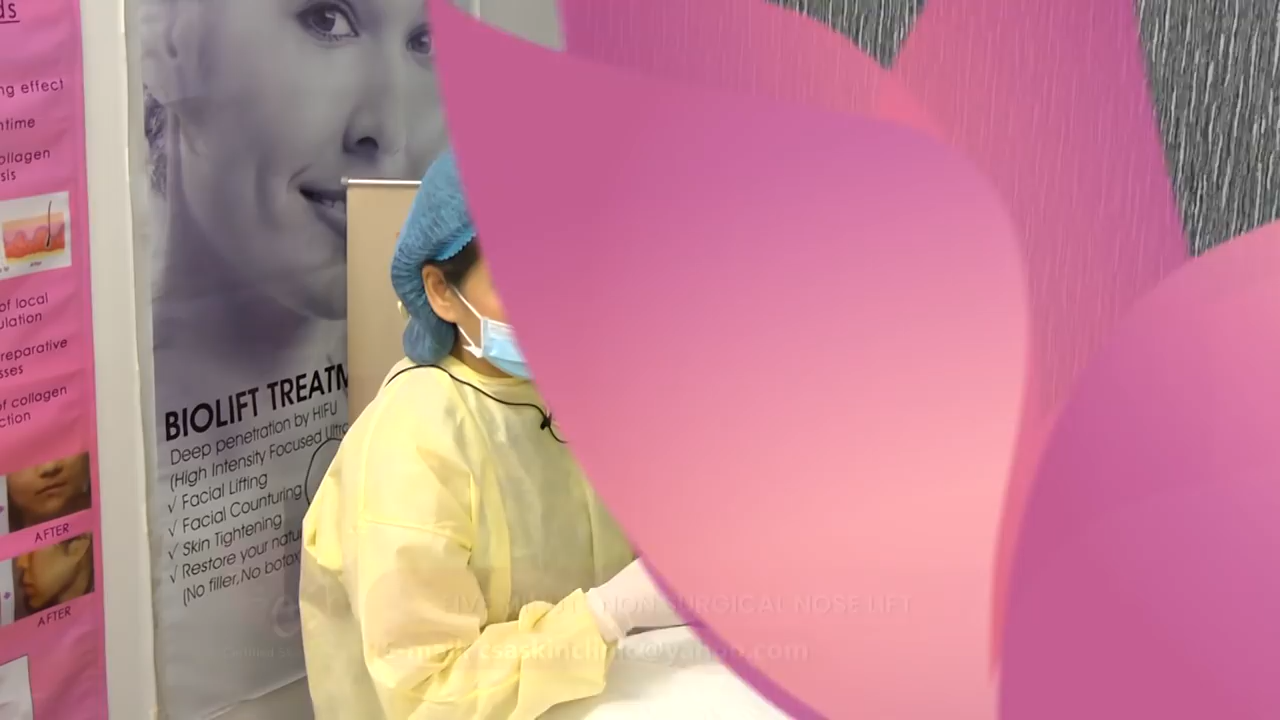 ng effect
ntime
ollagen
sis
of local
ulation
reparative
sses
of collagen
ction
AFTER
AFTER
BIOLIFT TREATM
Deep penetration by HIFU
(High Intensity Focused Ultra
√ Facial Lifting
√ Facial Counturing
√ Skin Tightening
√ Restore your natu
(No filler, No botox
NON SURGICAL NOSE LIFT
Certified